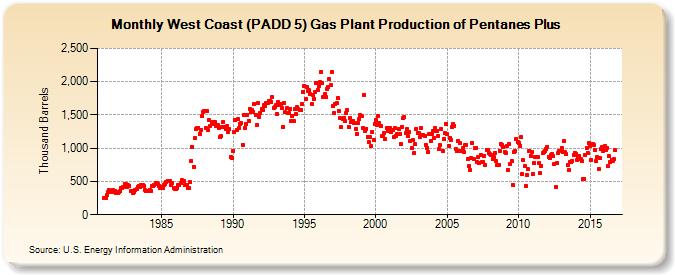 Monthly West Coast (PADD 5) Gas Plant Production of Pentanes Plus
Thousand Barrels
2,500
2,000
1,500
1,000
500
0
1985 1990 1995 2000 2005 2010 2015
Source: U.S. Energy Information Administration